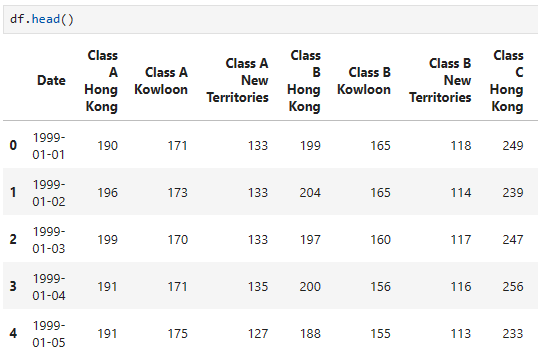 df.head()
Date Class A Hong Kong Class A Kowloon Class A New Territories Class B Hong Kong Class B Kowloon Class B New Territories Class C Hong Kong
0 1999-01-01 190 171 133 199 165 118 249
1 1999-01-02 196 173 133 204 165 114 239
2 1999-01-03 199 170 133 197 160 117 247
3 1999-01-04 191 171 135 200 156 116 256
4 1999-01-05 191 175 127 188 155 113 233